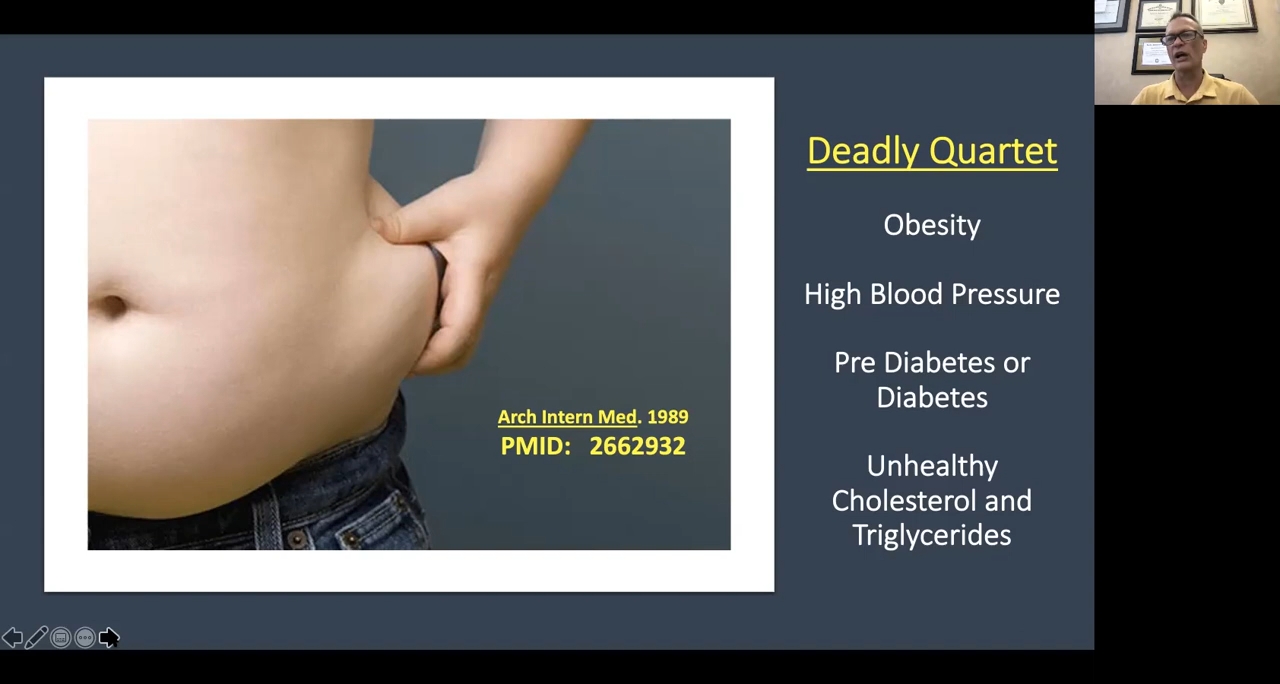 Deadly Quartet
Obesity
High Blood Pressure
Pre Diabetes or
Diabetes
Unhealthy
Cholesterol and
Triglycerides
Arch Intern Med. 1989
PMID: 2662932